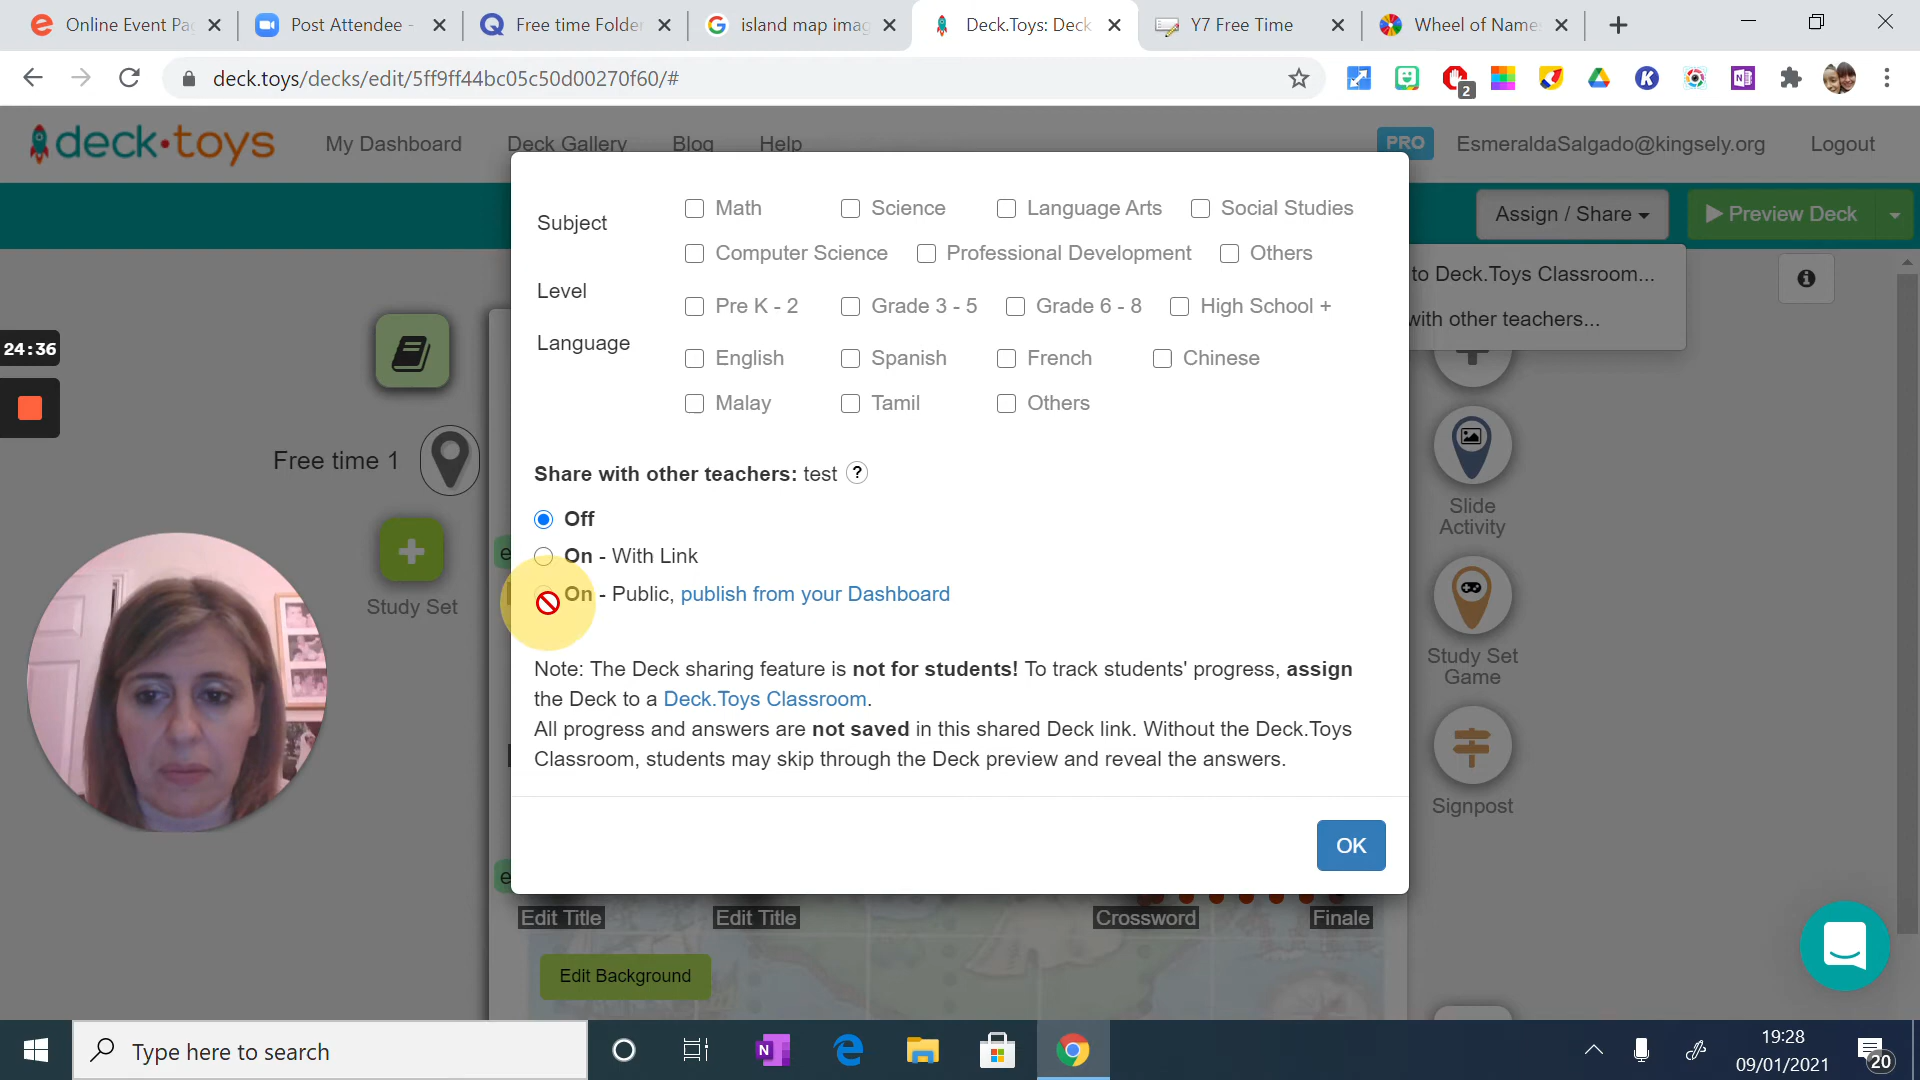 Online Event Pa
Post Attendee -
Free time Folder
island map imag
Deck.Toys: Deck
Y7 Free Time
Wheel of Name
deck.toys/decks/edit/5ff9ff44bc05c50d00270f60/#
2
deck•toys
My Dashboard
Deck Gallery
Blog
Help
PRO
EsmeraldaSalgado@kingsely.org
Logout
Assign / Share
Preview Deck
to Deck.Toys Classroom...
with other teachers...
Subject
Math
Science
Language Arts
Social Studies
Computer Science
Professional Development
Others
Level
Pre K - 2
Grade 3 - 5
Grade 6 - 8
High School +
Language
English
Spanish
French
Chinese
Malay
Tamil
Others
Share with other teachers: test ?
Off
On - With Link
On - Public, publish from your Dashboard
Note: The Deck sharing feature is not for students! To track students' progress, assign
the Deck to a Deck.Toys Classroom.
All progress and answers are not saved in this shared Deck link. Without the Deck.Toys
Classroom, students may skip through the Deck preview and reveal the answers.
OK
24:36
Free time 1
Study Set
Slide
Activity
Study Set
Game
Signpost
Edit Title
Edit Title
Crossword
Finale
Edit Background
Type here to search
19:28
09/01/2021
20